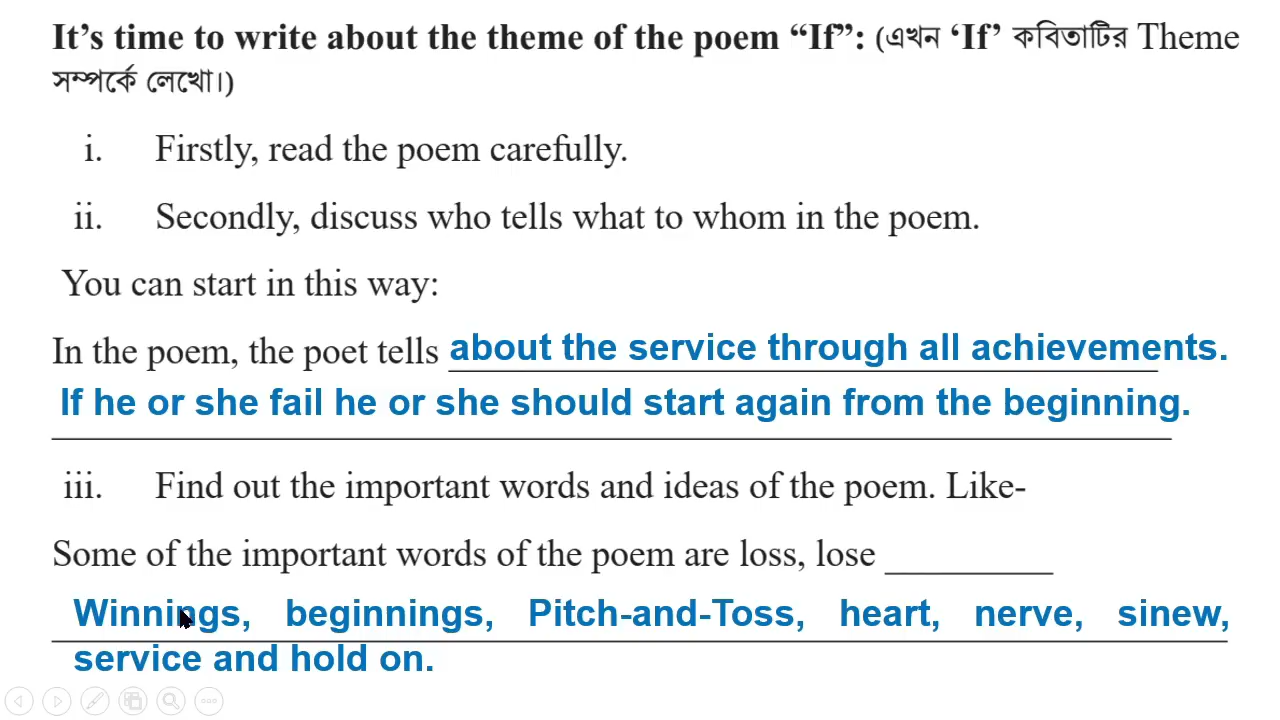 It's time to write about the theme of the poem “If”: (এখন ‘If’ কবিতাটির Theme
সম্পর্কে লেখো।)
i. Firstly, read the poem carefully.
ii. Secondly, discuss who tells what to whom in the poem.
You can start in this way:
In the poem, the poet tells about the service through all achievements.
If he or she fail he or she should start again from the beginning.
iii. Find out the important words and ideas of the poem. Like-
Some of the important words of the poem are loss, lose __________
Winnings, beginnings, Pitch-and-Toss, heart, nerve, sinew,
service and hold on.